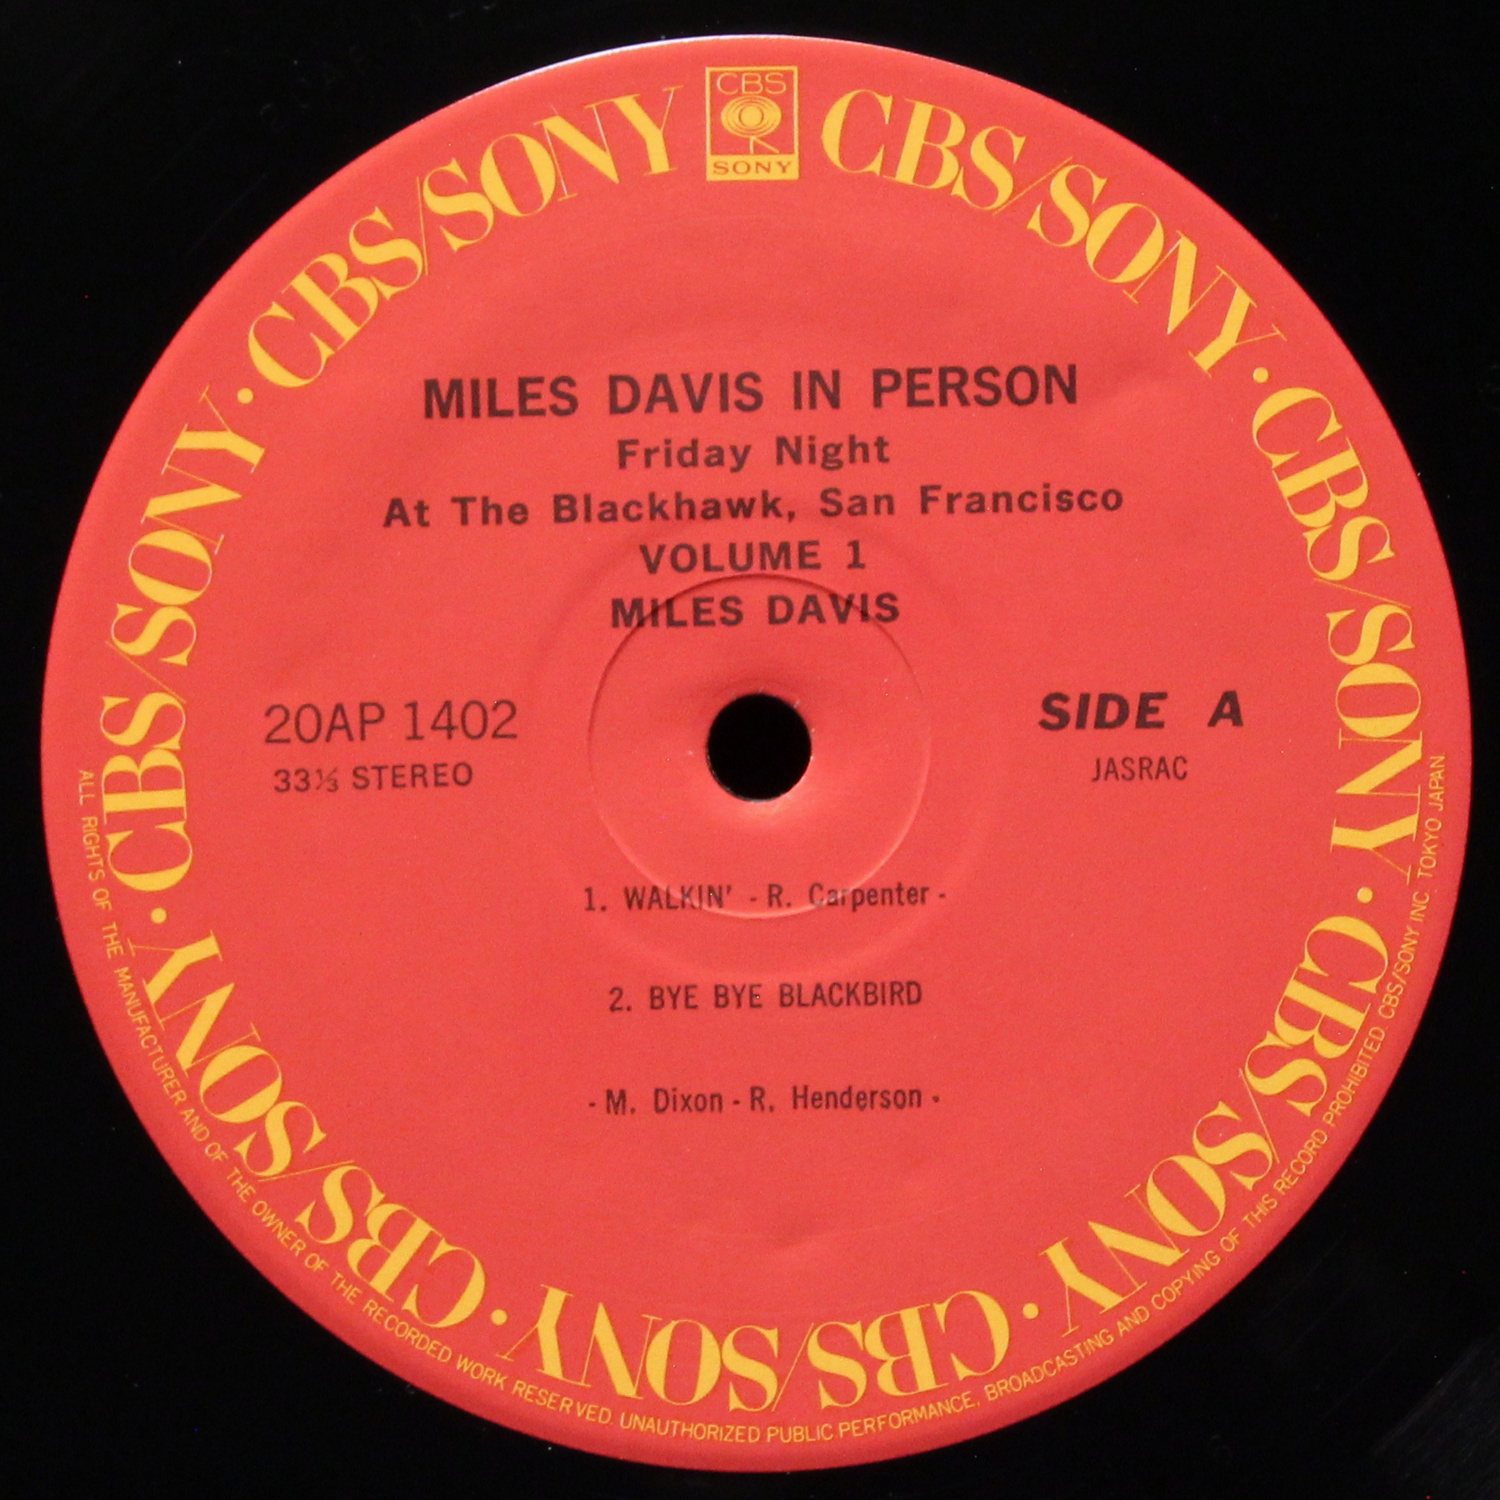 CBS
SONY
CBS/SONY · CBS/SONY · CBS/SONY · CBS/SONY · CBS/SONY · CBS/SONY · CBS/SONY · CBS/SONY
MILES DAVIS IN PERSON
Friday Night
At The Blackhawk, San Francisco
VOLUME 1
MILES DAVIS
20AP 1402
33⅓ STEREO
SIDE A
JASRAC
1. WALKIN' - R. Carpenter -
2. BYE BYE BLACKBIRD
- M. Dixon - R. Henderson -
ALL RIGHTS OF THE MANUFACTURER AND OF THE OWNER OF THE RECORDED WORK RESERVED. UNAUTHORIZED PUBLIC PERFORMANCE, BROADCASTING AND COPYING OF THIS RECORD PROHIBITED CBS/SONY INC. TOKYO JAPAN